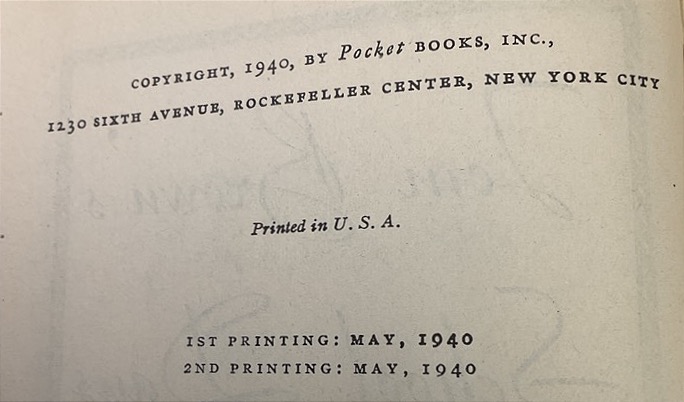 COPYRIGHT, 1940, BY Pocket BOOKS, INC.,
1230 SIXTH AVENUE, ROCKEFELLER CENTER, NEW YORK CITY
Printed in U. S. A.
1ST PRINTING: MAY, 1940
2ND PRINTING: MAY, 1940